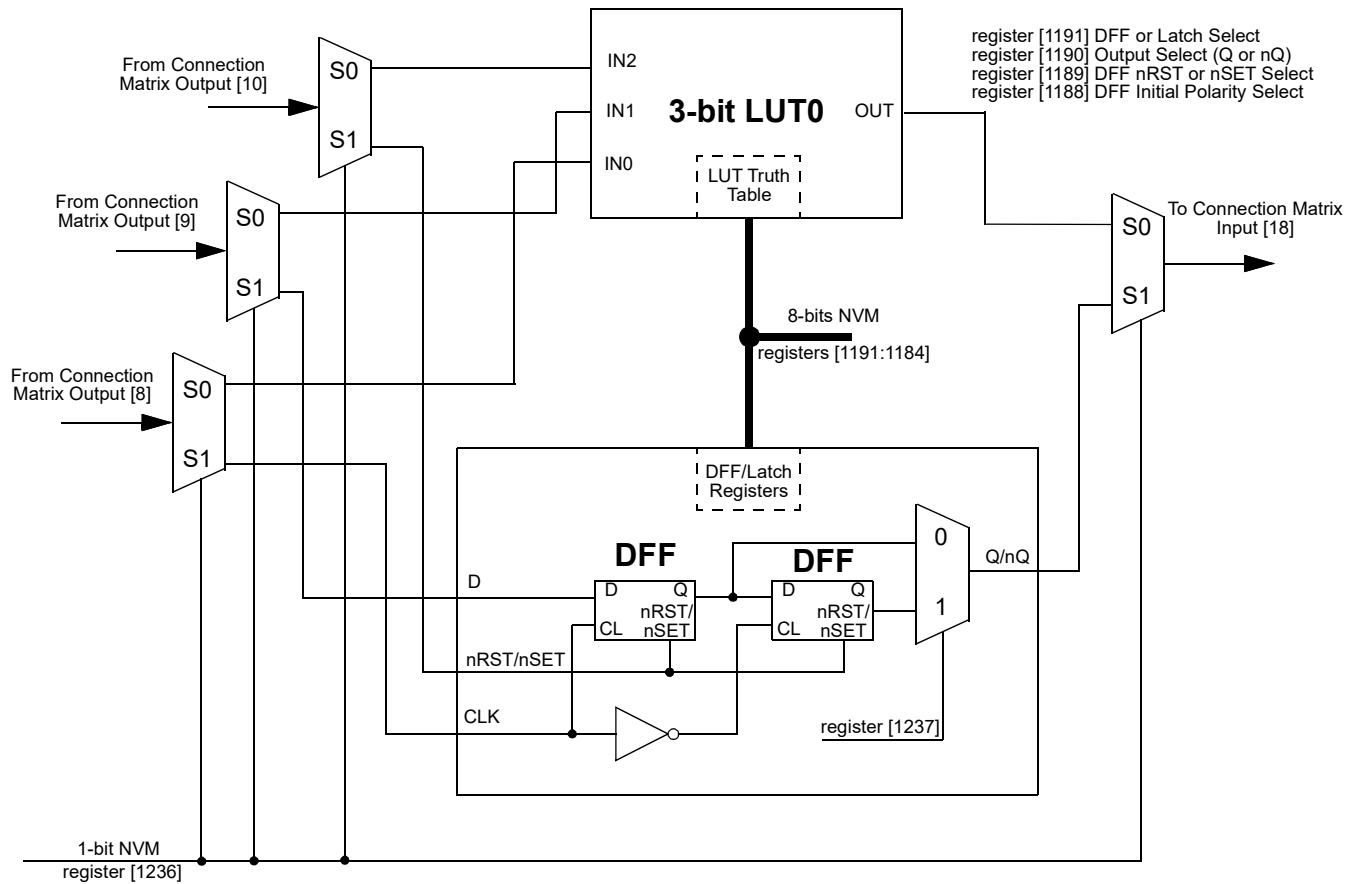 From Connection
Matrix Output [10]
S0
S1
IN2
IN1
IN0
3-bit LUT0
OUT
LUT Truth
Table
register [1191] DFF or Latch Select
register [1190] Output Select (Q or nQ)
register [1189] DFF nRST or nSET Select
register [1188] DFF Initial Polarity Select
From Connection
Matrix Output [9]
S0
S1
To Connection Matrix
Input [18]
S0
S1
8-bits NVM
registers [1191:1184]
From Connection
Matrix Output [8]
S0
S1
DFF/Latch
Registers
DFF
DFF
0
1
Q/nQ
D
D
Q
nRST/
nSET
CL
D
Q
nRST/
nSET
CL
nRST/nSET
CLK
register [1237]
1-bit NVM
register [1236]